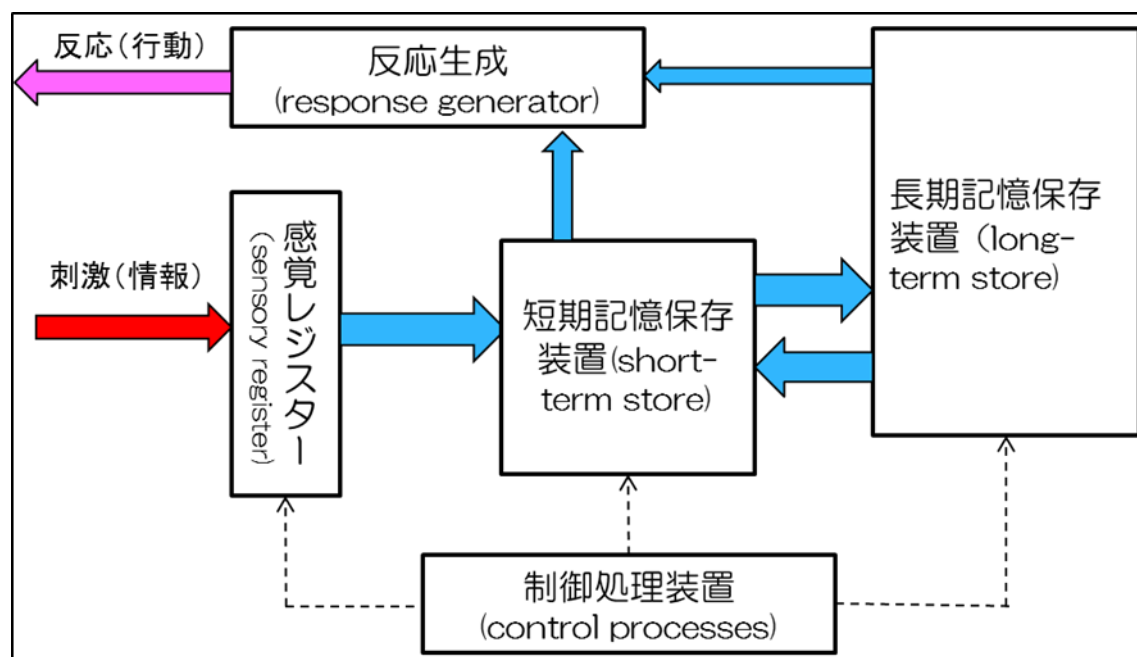 反応(行動)
反応生成
(response generator)
刺激(情報)
感覚レジスター
(sensory register)
短期記憶保存
装置(short-
term store)
長期記憶保存
装置 (long-
term store)
制御処理装置
(control processes)